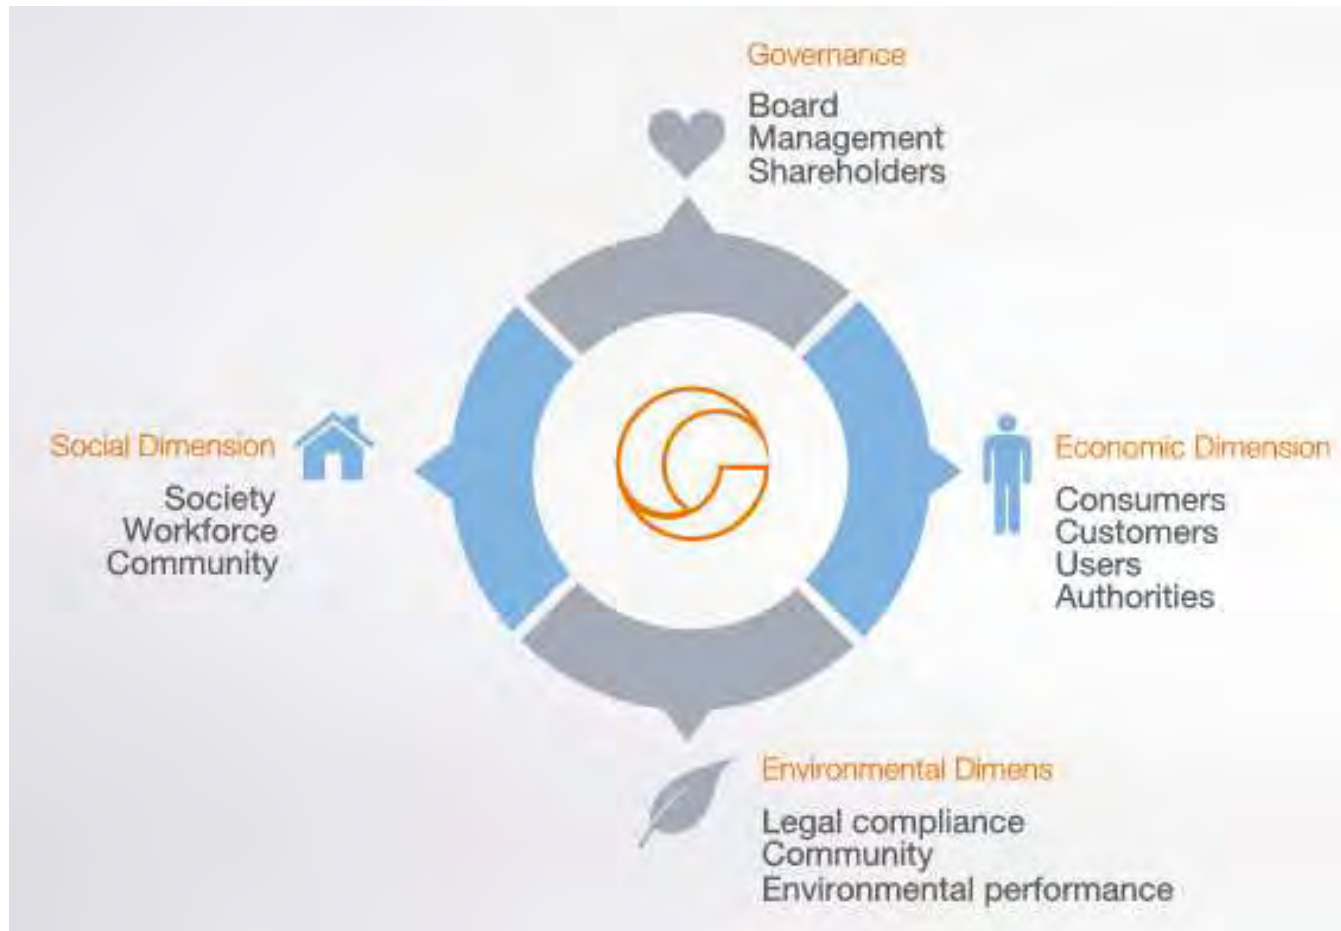 Governance
Board
Management
Shareholders
Social Dimension
Society
Workforce
Community
Economic Dimension
Consumers
Customers
Users
Authorities
Environmental Dimens
Legal compliance
Community
Environmental performance